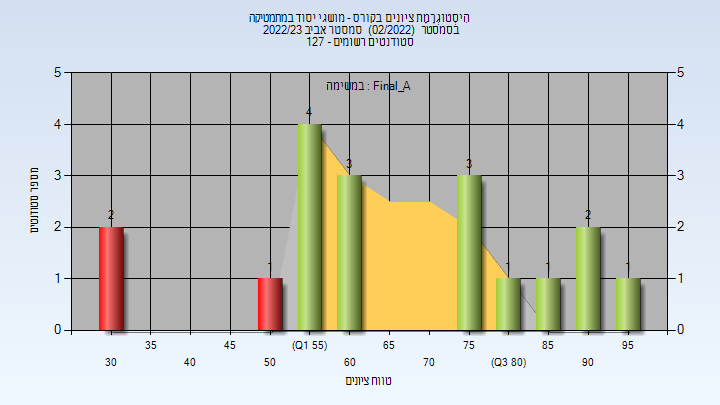 היסטוגרמת ציונים בקורס - מושגי יסוד במתמטיקה
בסמסטר (02/2022) סמסטר אביב 2022/23
סטודנטים רשומים - 127
במשימה : Final_A
מספר סטודנטים
5 5
4 4
3 3
2 2
1 1
0 0
2 1 4 3 3 1 1 2 1
35 45 (Q1 55) 65 75 85 95
30 40 50 60 70 (Q3 80) 90
טווח ציונים